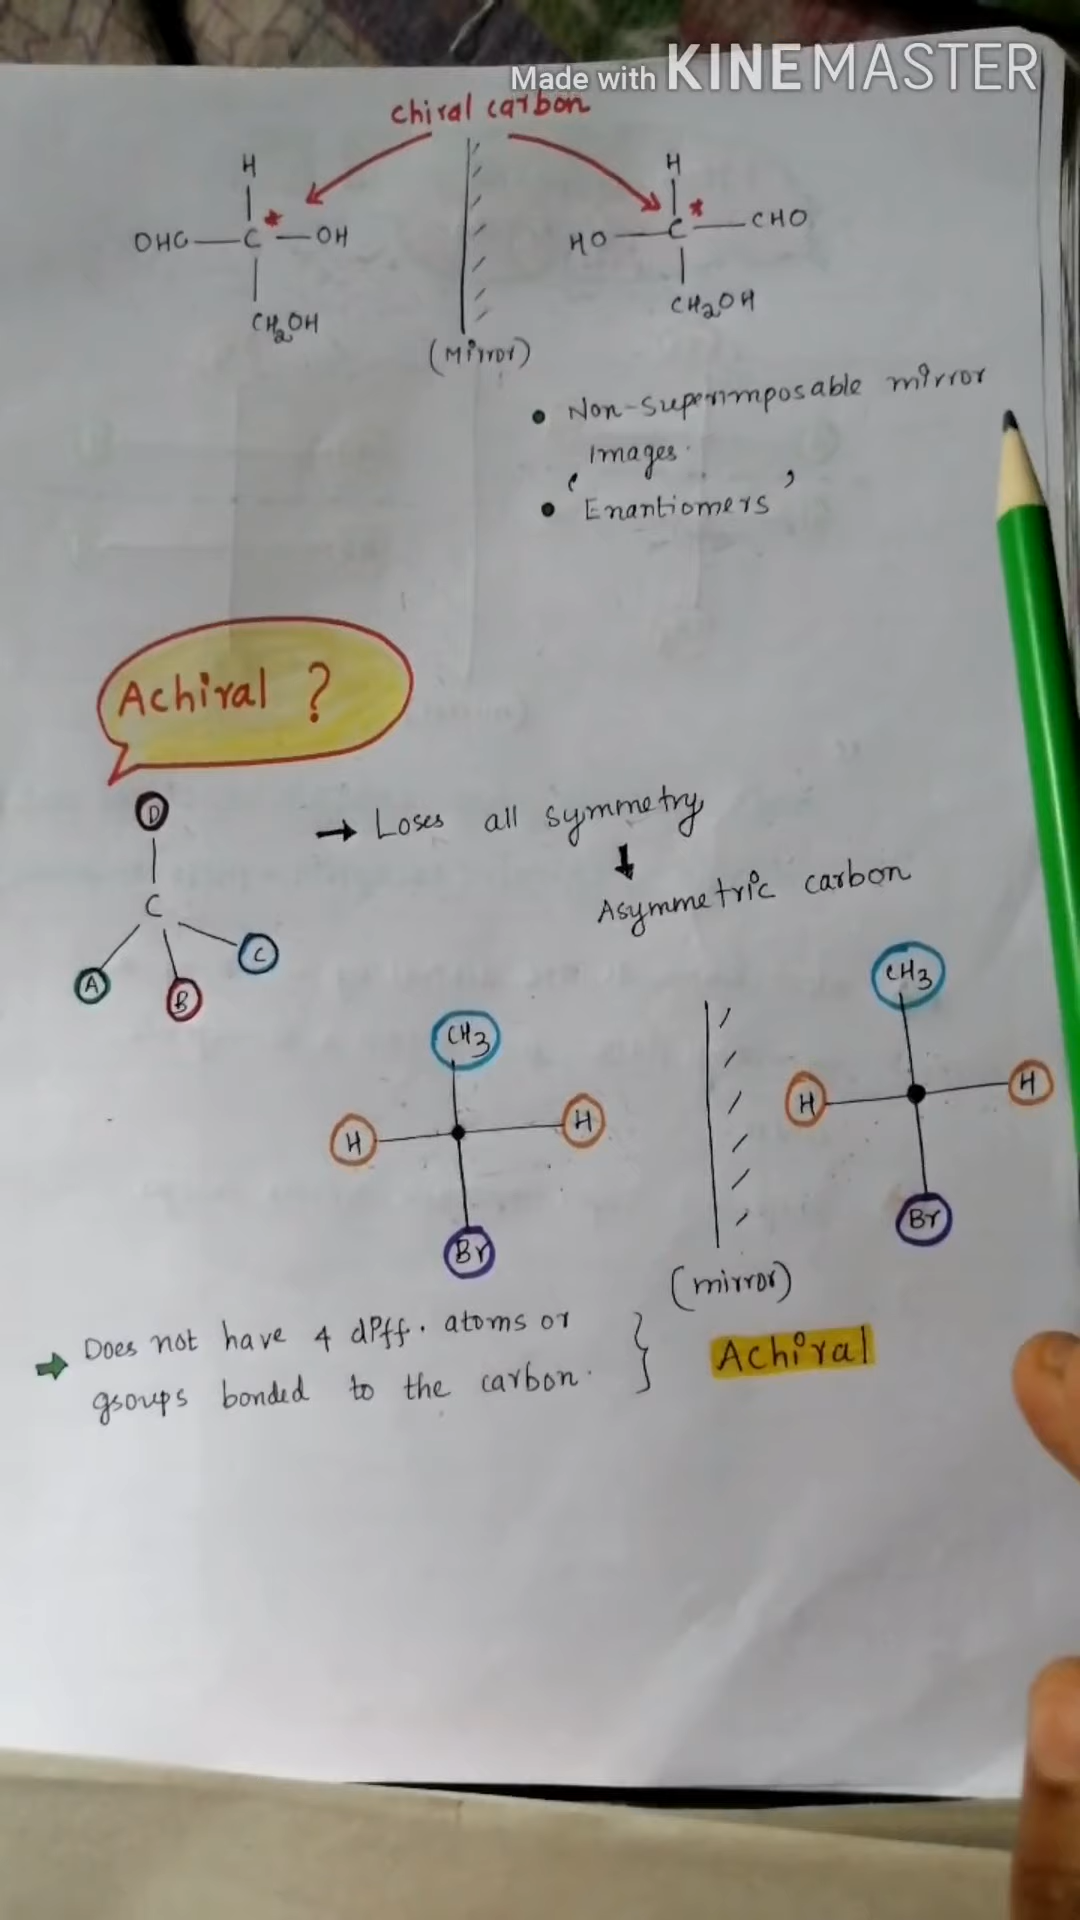 Made with KINEMASTER
chiral carbon
H
OHC — C * — OH
CH2OH
(Mirror)
H
HO — C * — CHO
CH2OH
• Non-superimposable mirror
images.
• 'Enantiomers'
Achiral ?
D
C
A B C
→ Loses all symmetry
↓
Asymmetric carbon
CH3
H H
Br
(mirror)
CH3
H H
Br
→ Does not have 4 diff. atoms or
groups bonded to the carbon.
} Achiral